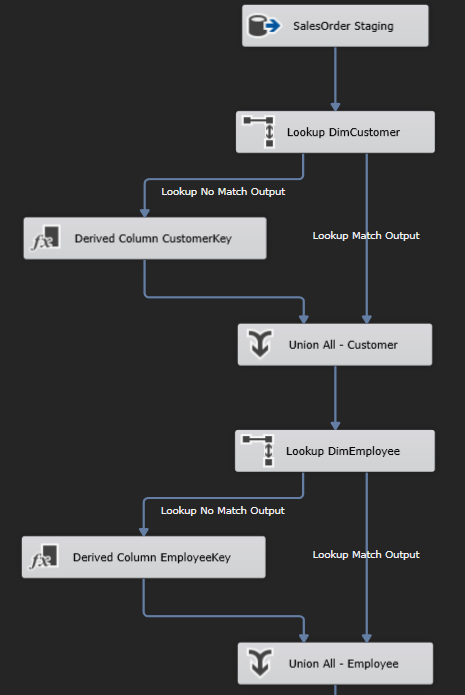 SalesOrder Staging
Lookup DimCustomer
Lookup No Match Output
Derived Column CustomerKey
Lookup Match Output
Union All - Customer
Lookup DimEmployee
Lookup No Match Output
Derived Column EmployeeKey
Lookup Match Output
Union All - Employee